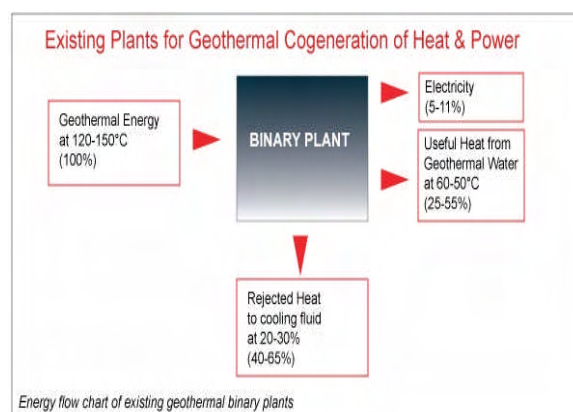 Existing Plants for Geothermal Cogeneration of Heat & Power
Geothermal Energy
at 120-150°C
(100%)
BINARY PLANT
Electricity
(5-11%)
Useful Heat from
Geothermal Water
at 60-50°C
(25-55%)
Rejected Heat
to cooling fluid
at 20-30%
(40-65%)
Energy flow chart of existing geothermal binary plants